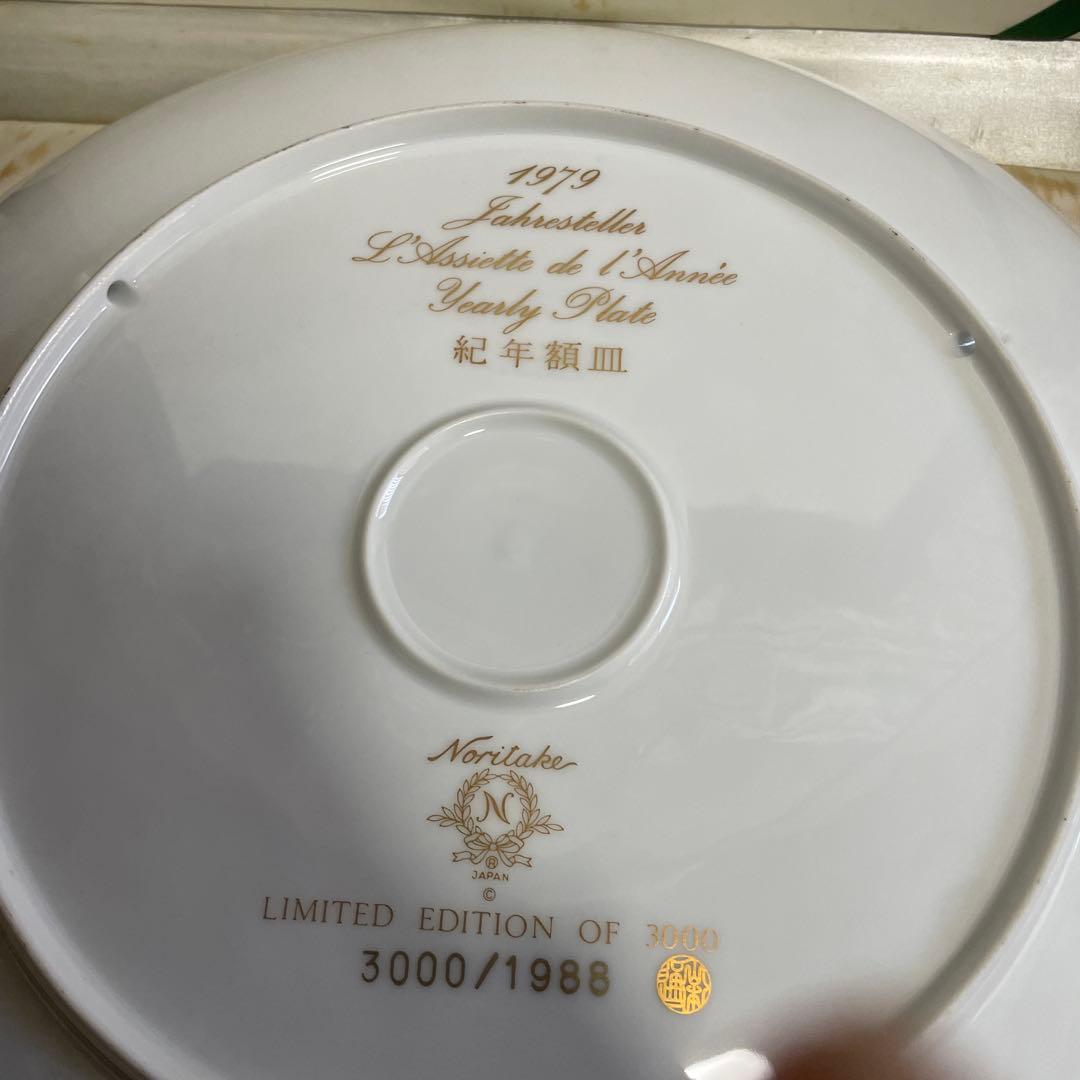 1979
Jahresteller
L'Assiette de l'Année
Yearly Plate
紀年額皿
Noritake
N
®
JAPAN
©
LIMITED EDITION OF 3000
3000/1988